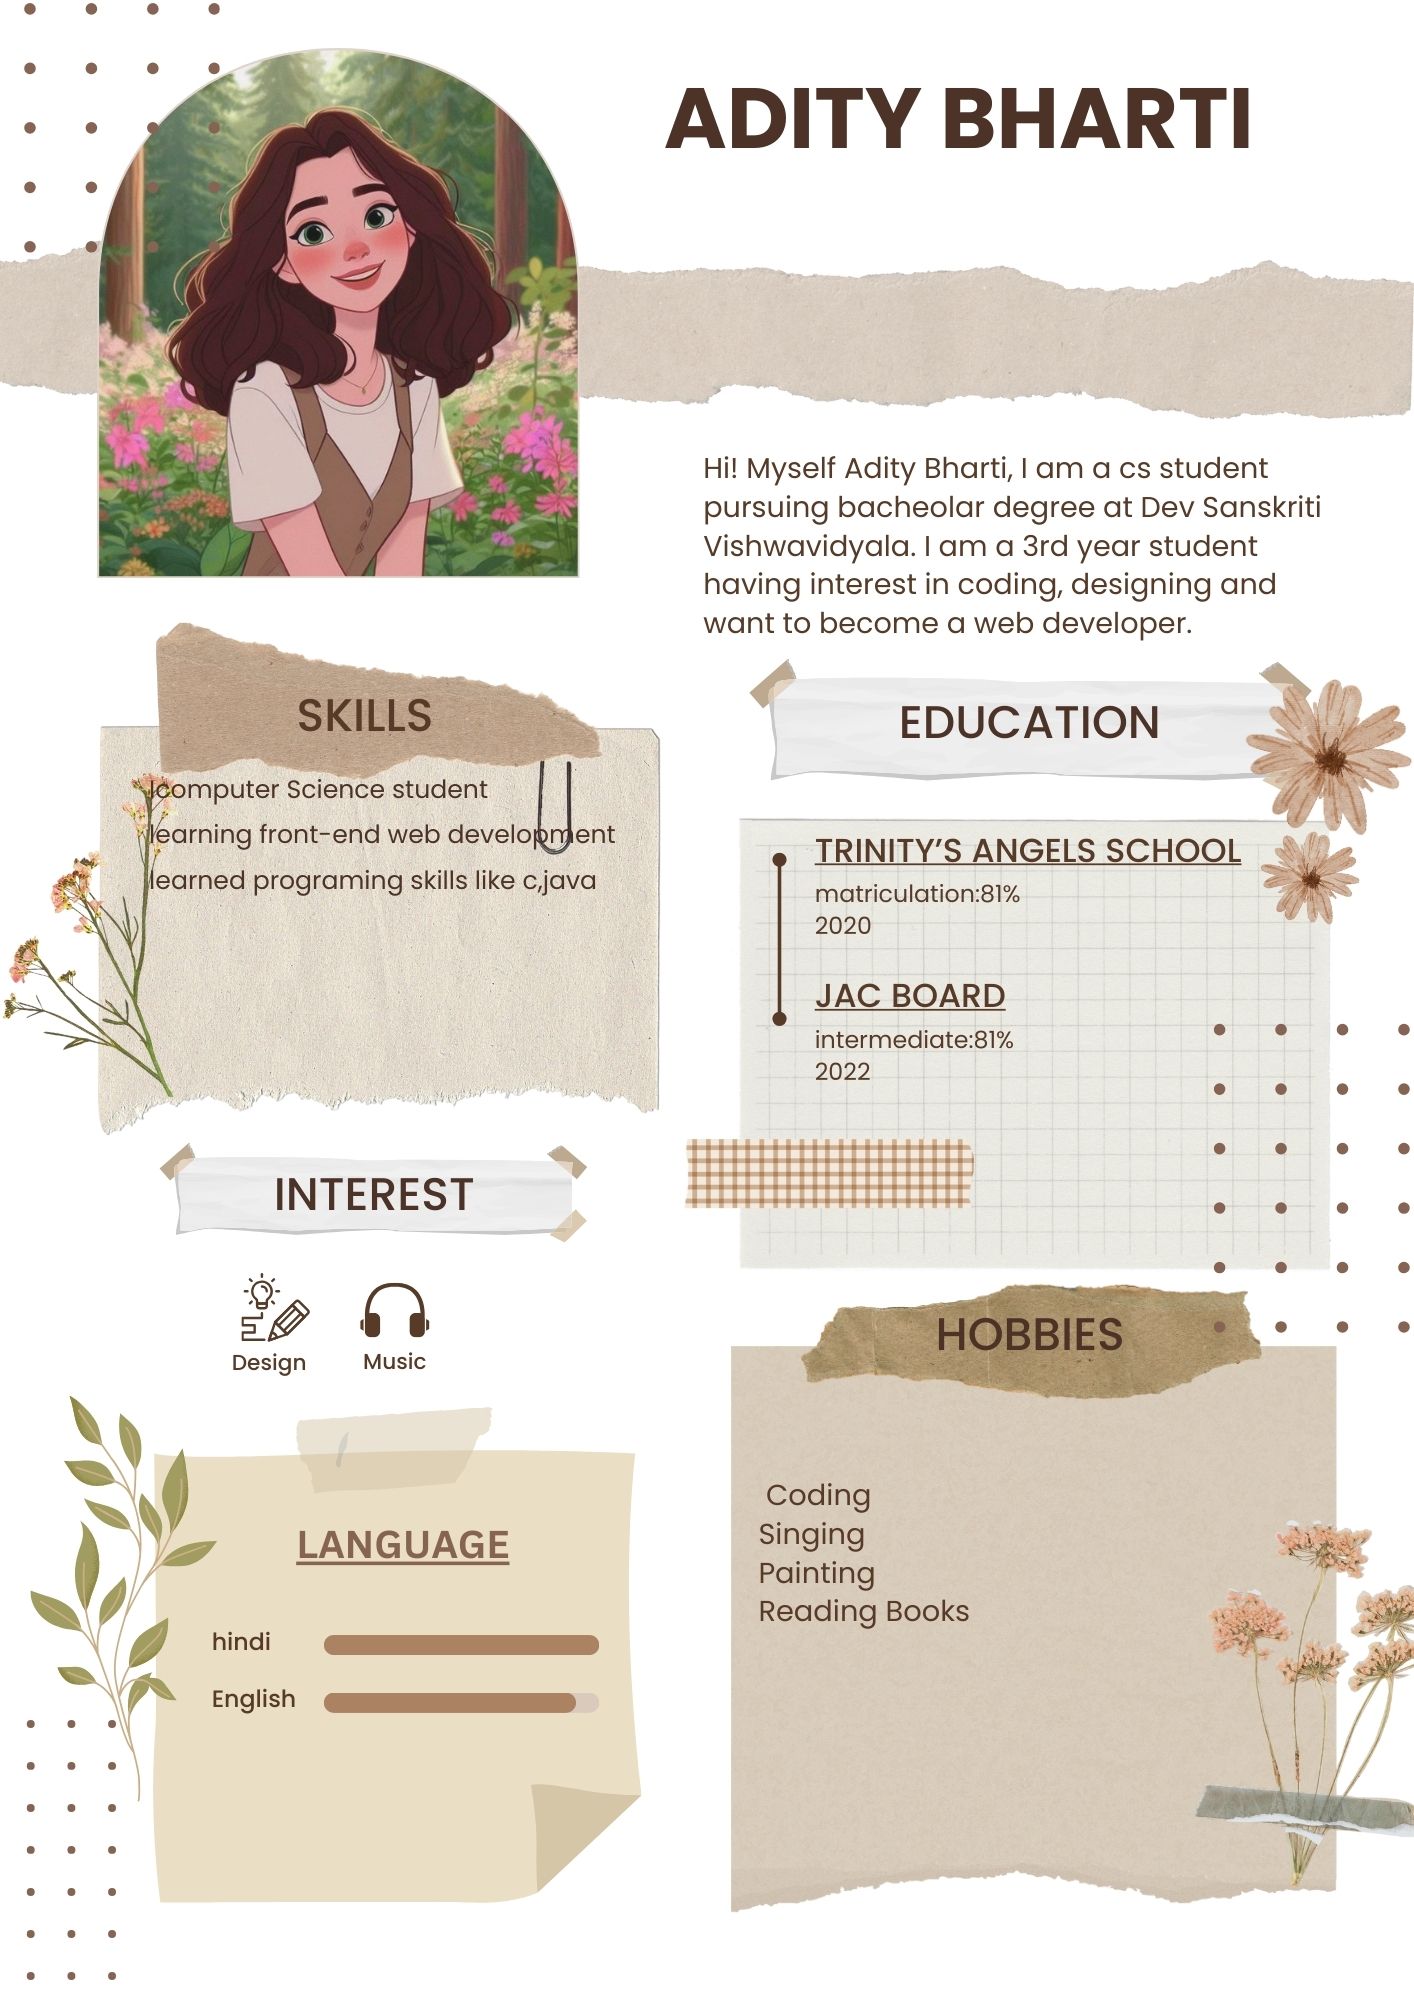 ADITY BHARTI
Hi! Myself Adity Bharti, I am a cs student
pursuing bacheolar degree at Dev Sanskriti
Vishwavidyala. I am a 3rd year student
having interest in coding, designing and
want to become a web developer.
SKILLS
Icomputer Science student
learning front-end web development
learned programing skills like c,java
EDUCATION
TRINITY’S ANGELS SCHOOL
matriculation:81%
2020
JAC BOARD
intermediate:81%
2022
INTEREST
Design
Music
HOBBIES
Coding
Singing
Painting
Reading Books
LANGUAGE
hindi
English